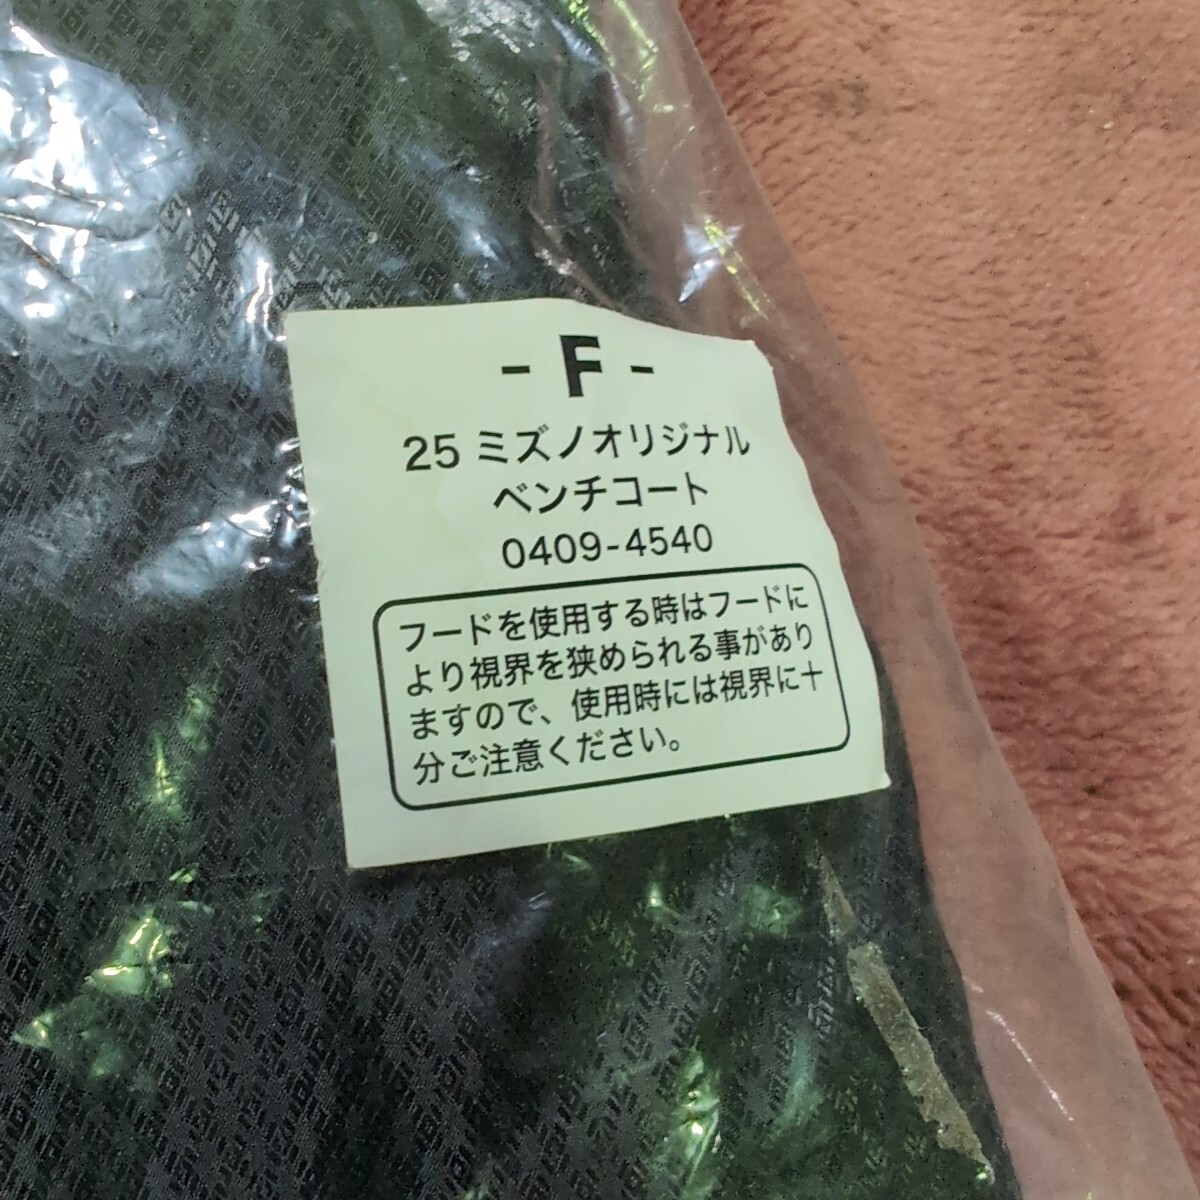 - F -
25 ミズノオリジナル
ベンチコート
0409-4540
フードを使用する時はフードに
より視界を狭められる事があり
ますので、使用時には視界に十
分ご注意ください。